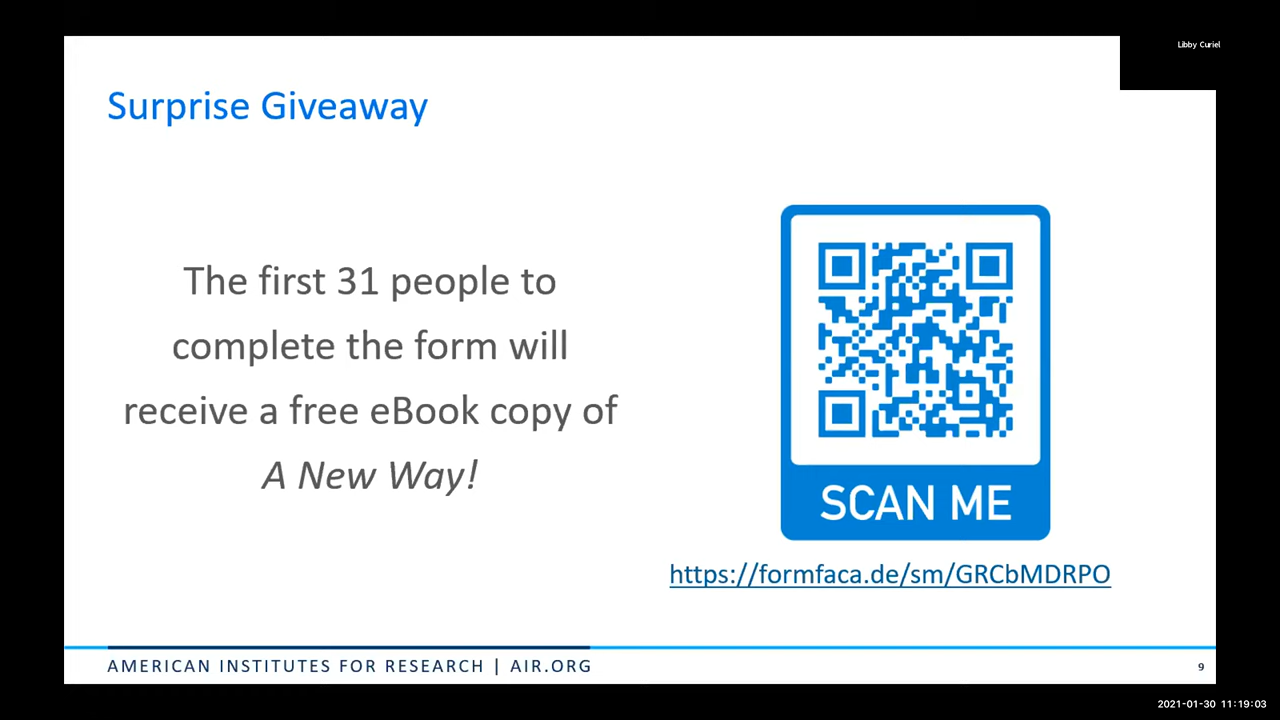 Libby Curiel
Surprise Giveaway
The first 31 people to
complete the form will
receive a free eBook copy of
A New Way!
SCAN ME
https://formfaca.de/sm/GRCbMDRPO
AMERICAN INSTITUTES FOR RESEARCH | AIR.ORG
9
2021-01-30 11:19:03